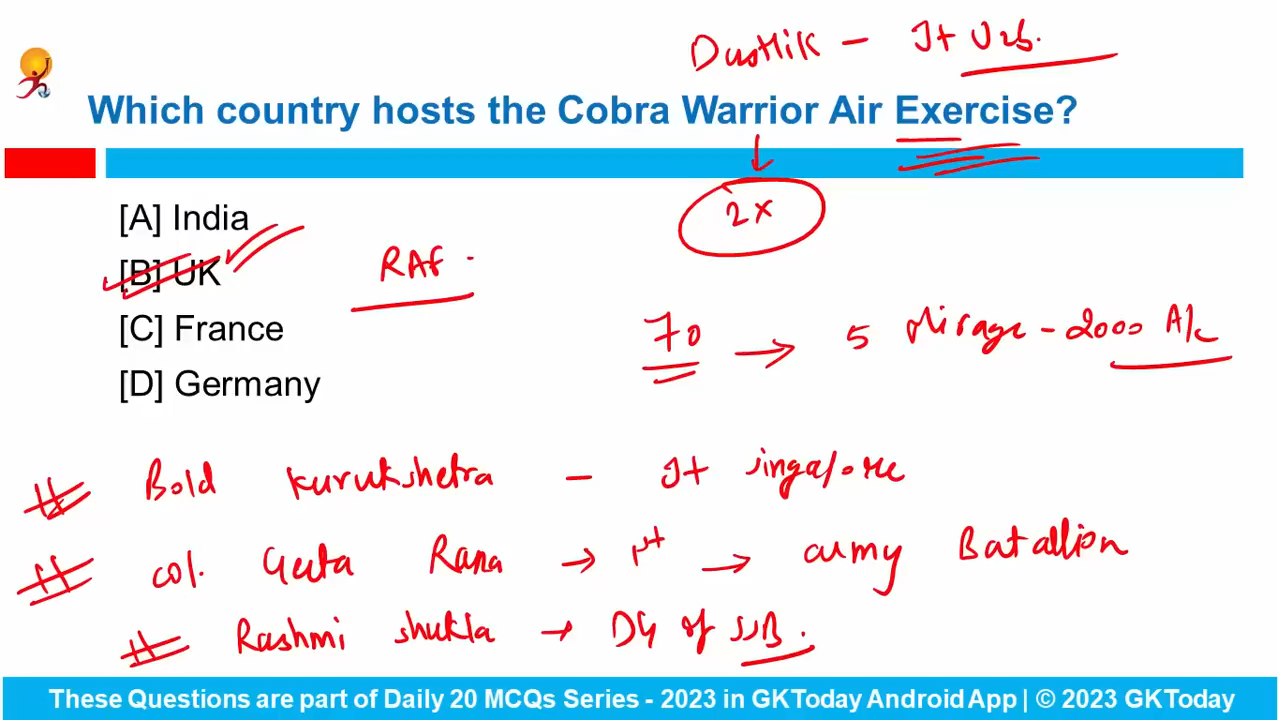 Dustlik - I+ Uzb.
Which country hosts the Cobra Warrior Air Exercise?
2x
[A] India
[B] UK
RAF.
[C] France
70 → 5 Mirage-2000 A/c
[D] Germany
Bold Kurukshetra - I+ Singapore
Col. Geeta Rana → 1st → army Batallion
Rashmi Shukla → DG of SSB.
These Questions are part of Daily 20 MCQs Series - 2023 in GKToday Android App | © 2023 GKToday